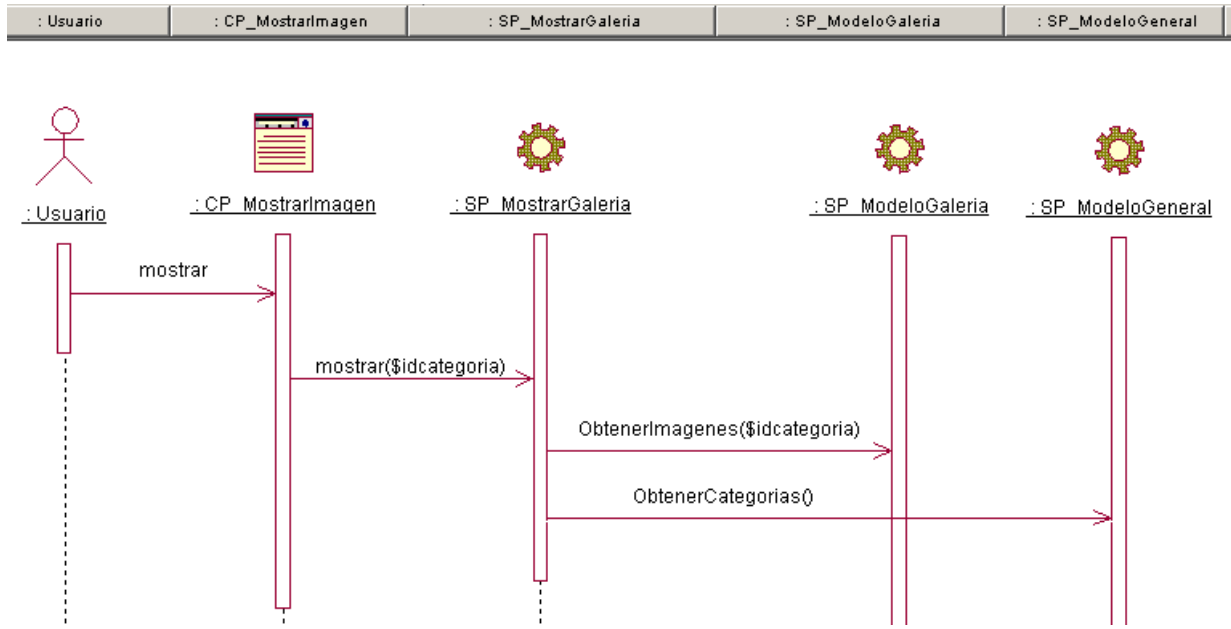 : Usuario
: CP_MostrarImagen
: SP_MostrarGaleria
: SP_ModeloGaleria
: SP_ModeloGeneral
: Usuario
: CP_MostrarImagen
: SP_MostrarGaleria
: SP_ModeloGaleria
: SP_ModeloGeneral
mostrar
mostrar($idcategoria)
ObtenerImagenes($idcategoria)
ObtenerCategorias()